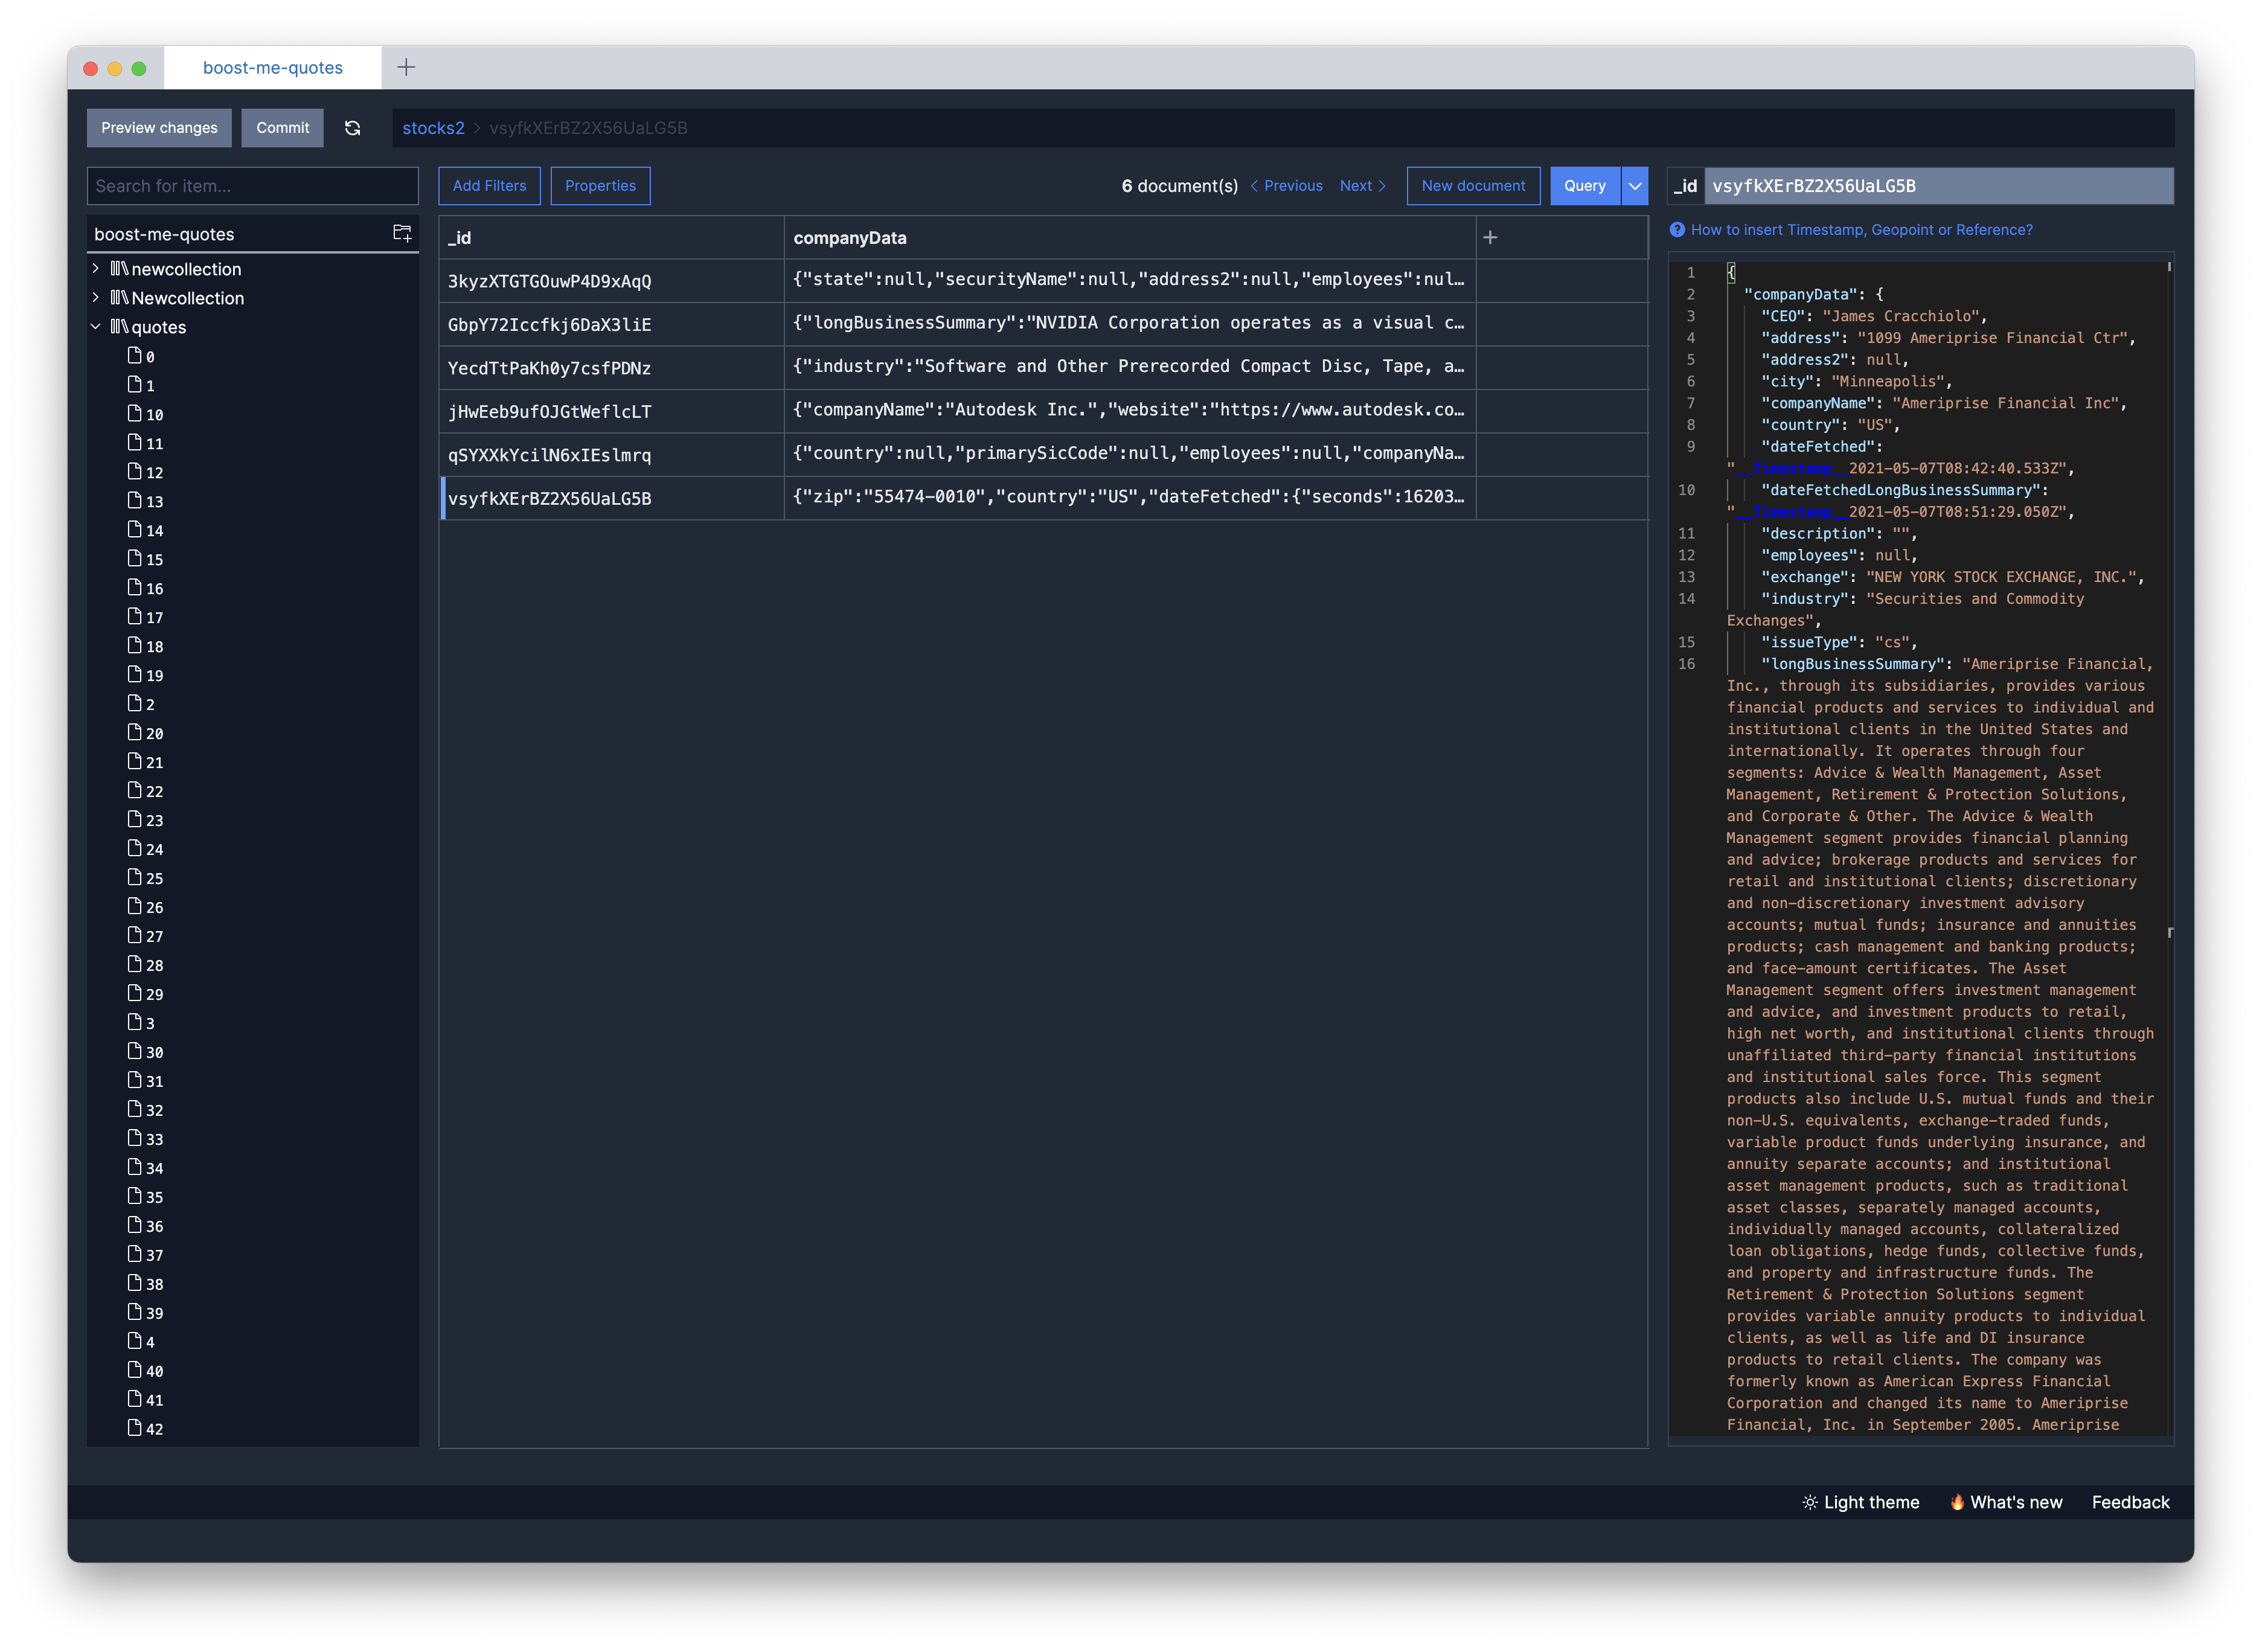 boost-me-quotes
Preview changes
Commit
stocks2 > vsyfkXErBZ2X56UaLG5B
Search for item...
boost-me-quotes
newcollection
Newcollection
quotes
0
1
10
11
12
13
14
15
16
17
18
19
2
20
21
22
23
24
25
26
27
28
29
3
30
31
32
33
34
35
36
37
38
39
4
40
41
42
Add Filters
Properties
6 document(s)
Previous
Next
New document
Query
_id
companyData
3kyzXTGTGOuwP4D9xAqQ
{"state":null,"securityName":null,"address2":null,"employees":nul…
GbpY72Iccfkj6DaX3liE
{"longBusinessSummary":"NVIDIA Corporation operates as a visual c…
YecdTtPaKh0y7csfPDNz
{"industry":"Software and Other Prerecorded Compact Disc, Tape, a…
jHwEeb9ufOJGtWeflcLT
{"companyName":"Autodesk Inc.","website":"https://www.autodesk.co…
qSYXXkYcilN6xIEslmrq
{"country":null,"primarySicCode":null,"employees":null,"companyNa…
vsyfkXErBZ2X56UaLG5B
{"zip":"55474-0010","country":"US","dateFetched":{"seconds":16203…
_id vsyfkXErBZ2X56UaLG5B
How to insert Timestamp, Geopoint or Reference?
1 {
2 "companyData": {
3 "CEO": "James Cracchiolo",
4 "address": "1099 Ameriprise Financial Ctr",
5 "address2": null,
6 "city": "Minneapolis",
7 "companyName": "Ameriprise Financial Inc",
8 "country": "US",
9 "dateFetched":
"__Timestamp__2021-05-07T08:42:40.533Z",
10 "dateFetchedLongBusinessSummary":
"__Timestamp__2021-05-07T08:51:29.050Z",
11 "description": "",
12 "employees": null,
13 "exchange": "NEW YORK STOCK EXCHANGE, INC.",
14 "industry": "Securities and Commodity
Exchanges",
15 "issueType": "cs",
16 "longBusinessSummary": "Ameriprise Financial,
Inc., through its subsidiaries, provides various
financial products and services to individual and
institutional clients in the United States and
internationally. It operates through four
segments: Advice & Wealth Management, Asset
Management, Retirement & Protection Solutions,
and Corporate & Other. The Advice & Wealth
Management segment provides financial planning
and advice; brokerage products and services for
retail and institutional clients; discretionary
and non-discretionary investment advisory
accounts; mutual funds; insurance and annuities
products; cash management and banking products;
and face-amount certificates. The Asset
Management segment offers investment management
and advice, and investment products to retail,
high net worth, and institutional clients through
unaffiliated third-party financial institutions
and institutional sales force. This segment
products also include U.S. mutual funds and their
non-U.S. equivalents, exchange-traded funds,
variable product funds underlying insurance, and
annuity separate accounts; and institutional
asset management products, such as traditional
asset classes, separately managed accounts,
individually managed accounts, collateralized
loan obligations, hedge funds, collective funds,
and property and infrastructure funds. The
Retirement & Protection Solutions segment
provides variable annuity products to individual
clients, as well as life and DI insurance
products to retail clients. The company was
formerly known as American Express Financial
Corporation and changed its name to Ameriprise
Financial, Inc. in September 2005. Ameriprise
Light theme
What's new
Feedback